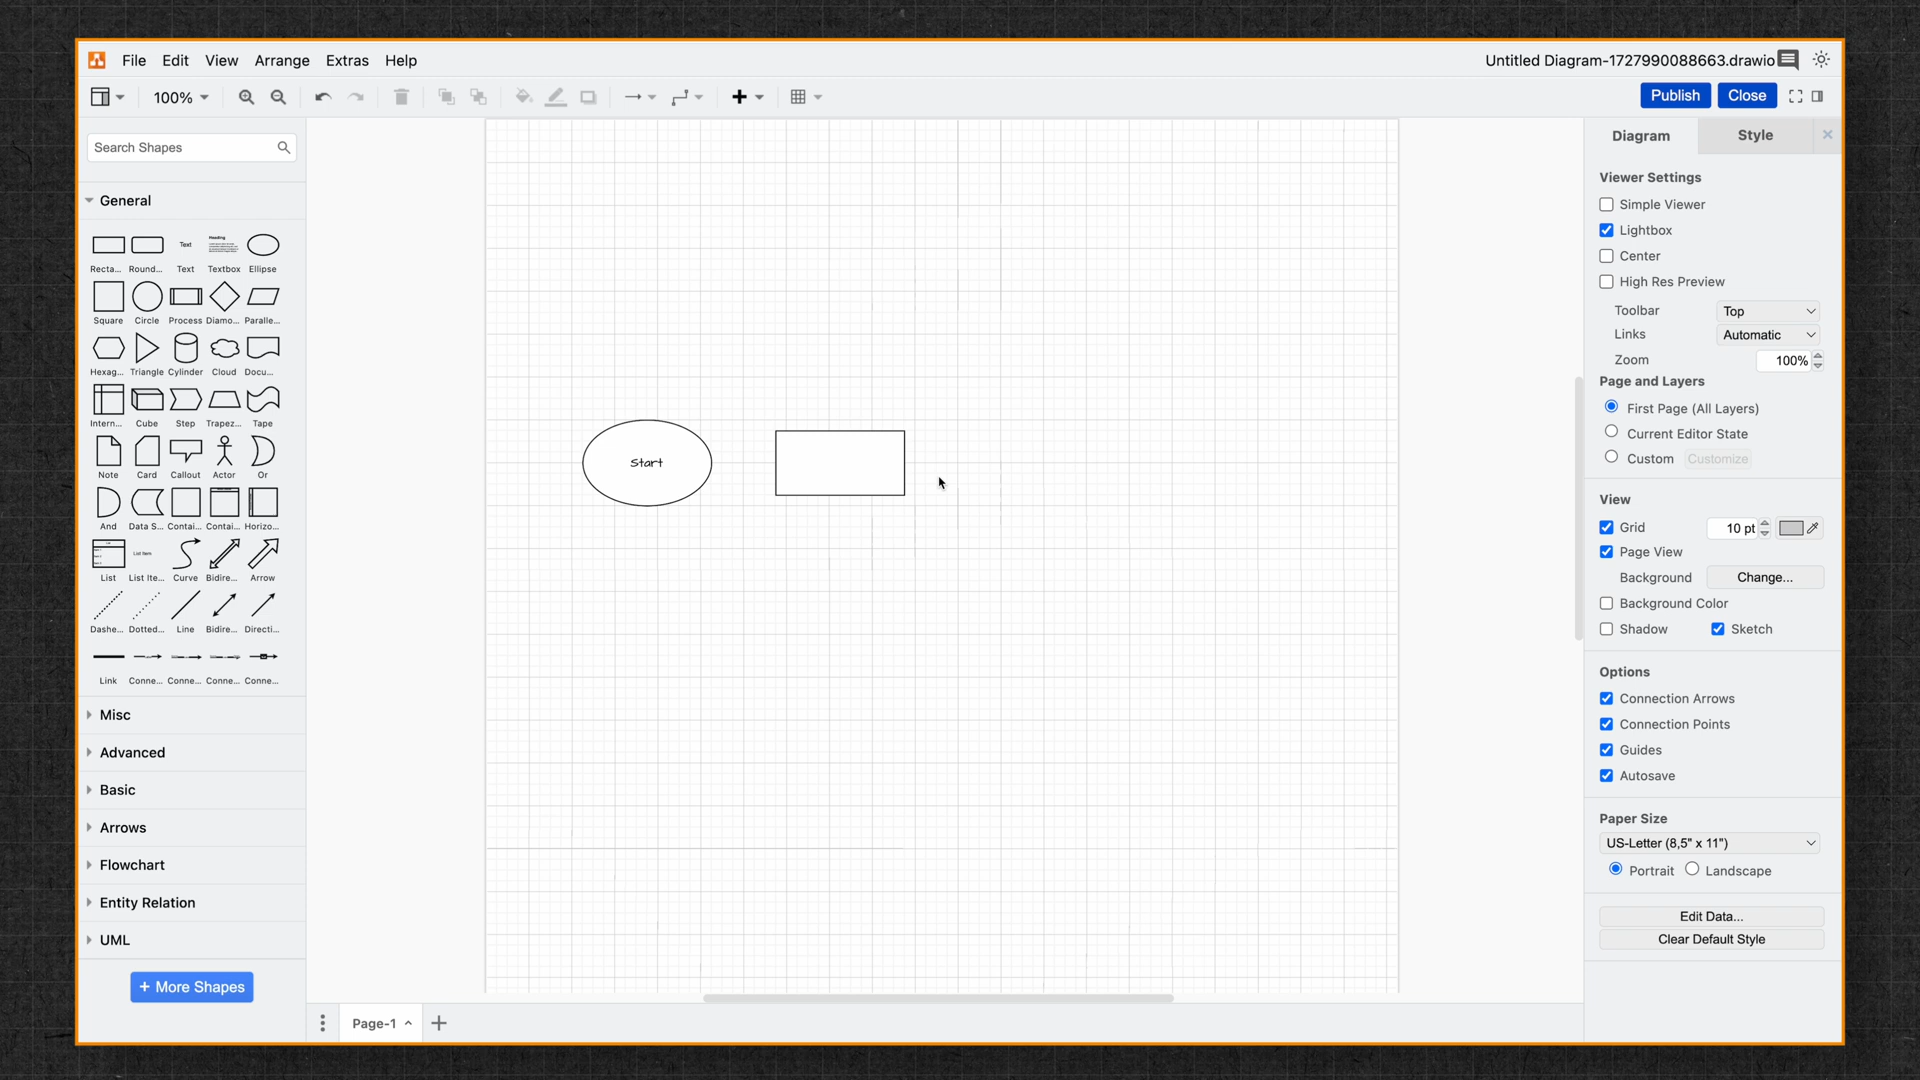 File Edit View Arrange Extras Help
Untitled Diagram-1727990088663.drawio
100%
Publish Close
Search Shapes
General
Text
Heading
Recta... Round... Text Textbox Ellipse
Square Circle Process Diamo... Paralle...
Hexag... Triangle Cylinder Cloud Docu...
Intern... Cube Step Trapez... Tape
Note Card Callout Actor Or
And Data S... Contai... Contai... Horizo...
List Item
List List Ite... Curve Bidire... Arrow
Dashe... Dotted... Line Bidire... Directi...
Link Conne... Conne... Conne... Conne...
Misc
Advanced
Basic
Arrows
Flowchart
Entity Relation
UML
+ More Shapes
Start
Page-1
Diagram Style
Viewer Settings
Simple Viewer
Lightbox
Center
High Res Preview
Toolbar Top
Links Automatic
Zoom 100%
Page and Layers
First Page (All Layers)
Current Editor State
Custom Customize
View
Grid 10 pt
Page View
Background Change...
Background Color
Shadow Sketch
Options
Connection Arrows
Connection Points
Guides
Autosave
Paper Size
US-Letter (8,5" x 11")
Portrait Landscape
Edit Data...
Clear Default Style